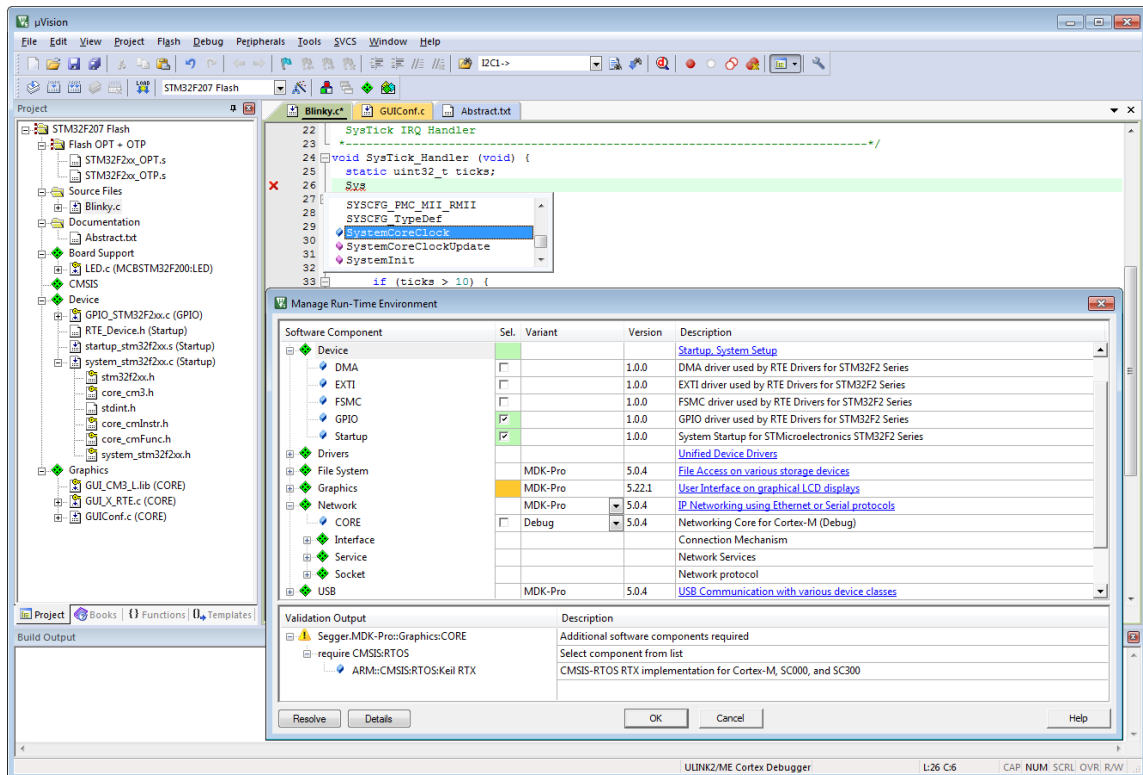 µVision
File Edit View Project Flash Debug Peripherals Tools SVCS Window Help
I2C1->
LOAD STM32F207 Flash
Project
Blinky.c* GUIConf.c Abstract.txt
STM32F207 Flash
Flash OPT + OTP
STM32F2xx_OPT.s
STM32F2xx_OTP.s
Source Files
Blinky.c
Documentation
Abstract.txt
Board Support
LED.c (MCBSTM32F200:LED)
CMSIS
Device
GPIO_STM32F2xx.c (GPIO)
RTE_Device.h (Startup)
startup_stm32f2xx.s (Startup)
system_stm32f2xx.c (Startup)
stm32f2xx.h
core_cm3.h
stdint.h
core_cmInstr.h
core_cmFunc.h
system_stm32f2xx.h
Graphics
GUI_CM3_L.lib (CORE)
GUI_X_RTE.c (CORE)
GUIConf.c (CORE)
Project Books {} Functions Templates
22 SysTick IRQ Handler
23 *----------------------------------------------------------------------------*/
24 void SysTick_Handler (void) {
25 static uint32_t ticks;
26 Sys
27
28
29
30
31
32
33 if (ticks > 10) {
SYSCFG_PMC_MII_RMII
SYSCFG_TypeDef
SystemCoreClock
SystemCoreClockUpdate
SystemInit
Manage Run-Time Environment
Software Component Sel. Variant Version Description
Device Startup, System Setup
DMA 1.0.0 DMA driver used by RTE Drivers for STM32F2 Series
EXTI 1.0.0 EXTI driver used by RTE Drivers for STM32F2 Series
FSMC 1.0.0 FSMC driver used by RTE Drivers for STM32F2 Series
GPIO 1.0.0 GPIO driver used by RTE Drivers for STM32F2 Series
Startup 1.0.0 System Startup for STMicroelectronics STM32F2 Series
Drivers Unified Device Drivers
File System MDK-Pro 5.0.4 File Access on various storage devices
Graphics MDK-Pro 5.22.1 User Interface on graphical LCD displays
Network MDK-Pro 5.0.4 IP Networking using Ethernet or Serial protocols
CORE Debug 5.0.4 Networking Core for Cortex-M (Debug)
Interface Connection Mechanism
Service Network Services
Socket Network protocol
USB MDK-Pro 5.0.4 USB Communication with various device classes
Validation Output Description
Segger.MDK-Pro::Graphics:CORE Additional software components required
require CMSIS:RTOS Select component from list
ARM::CMSIS:RTOS:Keil RTX CMSIS-RTOS RTX implementation for Cortex-M, SC000, and SC300
Resolve Details OK Cancel Help
Build Output
ULINK2/ME Cortex Debugger L:26 C:6 CAP NUM SCRL OVR R/W